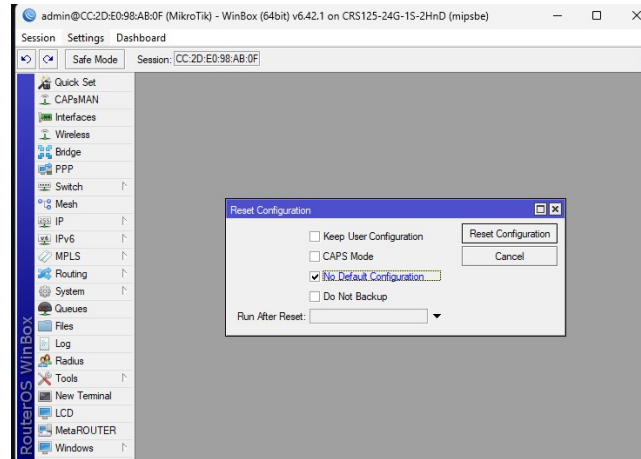 admin@CC:2D:E0:98:AB:0F (MikroTik) - WinBox (64bit) v6.42.1 on CRS125-24G-1S-2HnD (mipsbe)
Session Settings Dashboard
Safe Mode Session: CC:2D:E0:98:AB:0F
Quick Set
CAPsMAN
Interfaces
Wireless
Bridge
PPP
Switch
Mesh
IP
IPv6
MPLS
Routing
System
Queues
Files
Log
Radius
Tools
New Terminal
LCD
MetaROUTER
Windows
RouterOS WinBox
Reset Configuration
Keep User Configuration
Reset Configuration
CAPS Mode
Cancel
No Default Configuration
Do Not Backup
Run After Reset: